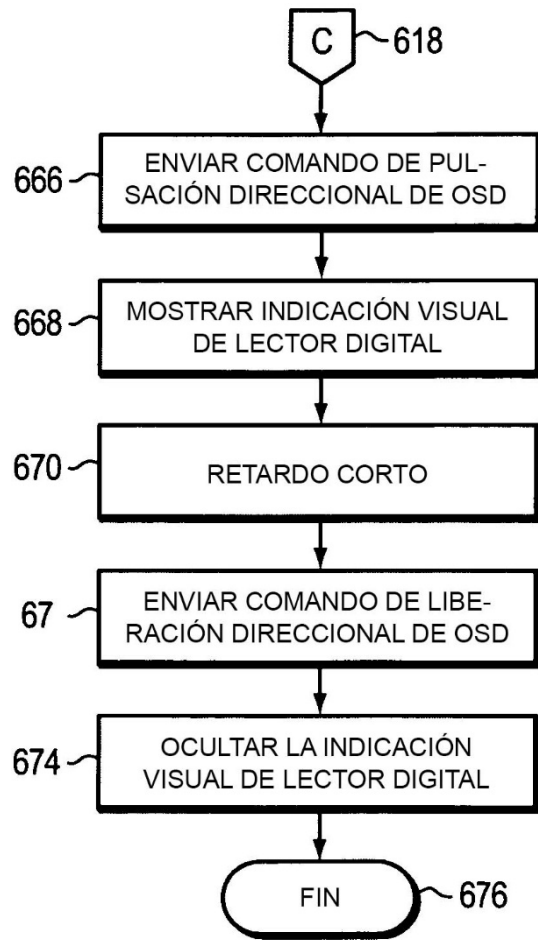 C
618
666
ENVIAR COMANDO DE PUL-
SACIÓN DIRECCIONAL DE OSD
668
MOSTRAR INDICACIÓN VISUAL
DE LECTOR DIGITAL
670
RETARDO CORTO
67
ENVIAR COMANDO DE LIBE-
RACIÓN DIRECCIONAL DE OSD
674
OCULTAR LA INDICACIÓN
VISUAL DE LECTOR DIGITAL
FIN
676